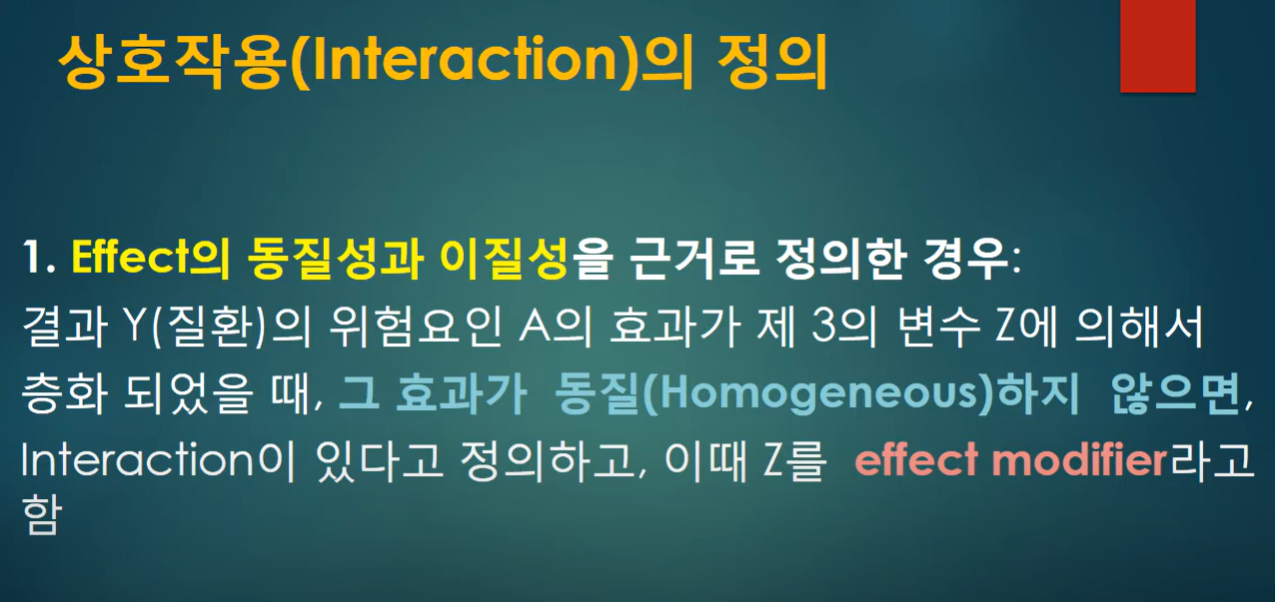 상호작용(Interaction)의 정의
1. Effect의 동질성과 이질성을 근거로 정의한 경우:
결과 Y(질환)의 위험요인 A의 효과가 제 3의 변수 Z에 의해서
층화 되었을 때, 그 효과가 동질(Homogeneous)하지 않으면,
Interaction이 있다고 정의하고, 이때 Z를 effect modifier라고
함